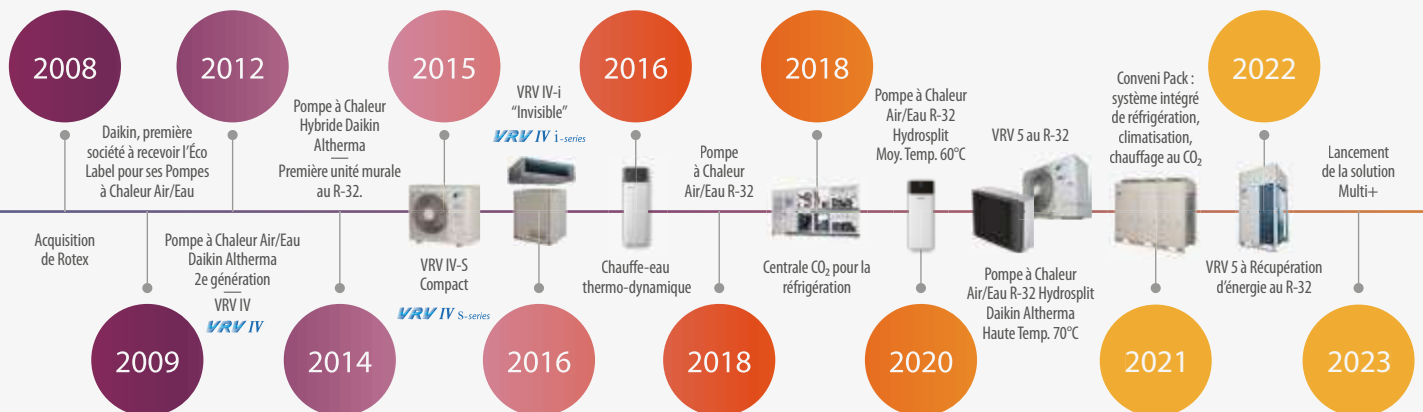 2008
Acquisition
de Rotex
Daikin, première
société à recevoir l’Éco
Label pour ses Pompes
à Chaleur Air/Eau
2009
2012
Pompe à Chaleur Air/Eau
Daikin Altherma
2e génération
VRV IV
VRV IV
Pompe à Chaleur
Hybride Daikin
Altherma
Première unité murale
au R-32.
2014
2015
VRV IV-S
Compact
VRV IV S-series
VRV IV-i
“Invisible”
VRV IV i-series
2016
2016
Chauffe-eau
thermo-dynamique
Pompe
à Chaleur
Air/Eau R-32
2018
2018
Centrale CO₂ pour la
réfrigération
Pompe à Chaleur
Air/Eau R-32
Hydrosplit
Moy. Temp. 60°C
2020
VRV 5 au R-32
Pompe à Chaleur
Air/Eau R-32 Hydrosplit
Daikin Altherma
Haute Temp. 70°C
Conveni Pack :
système intégré
de réfrigération,
climatisation,
chauffage au CO₂
2021
2022
VRV 5 à Récupération
d’énergie au R-32
Lancement
de la solution
Multi+
2023